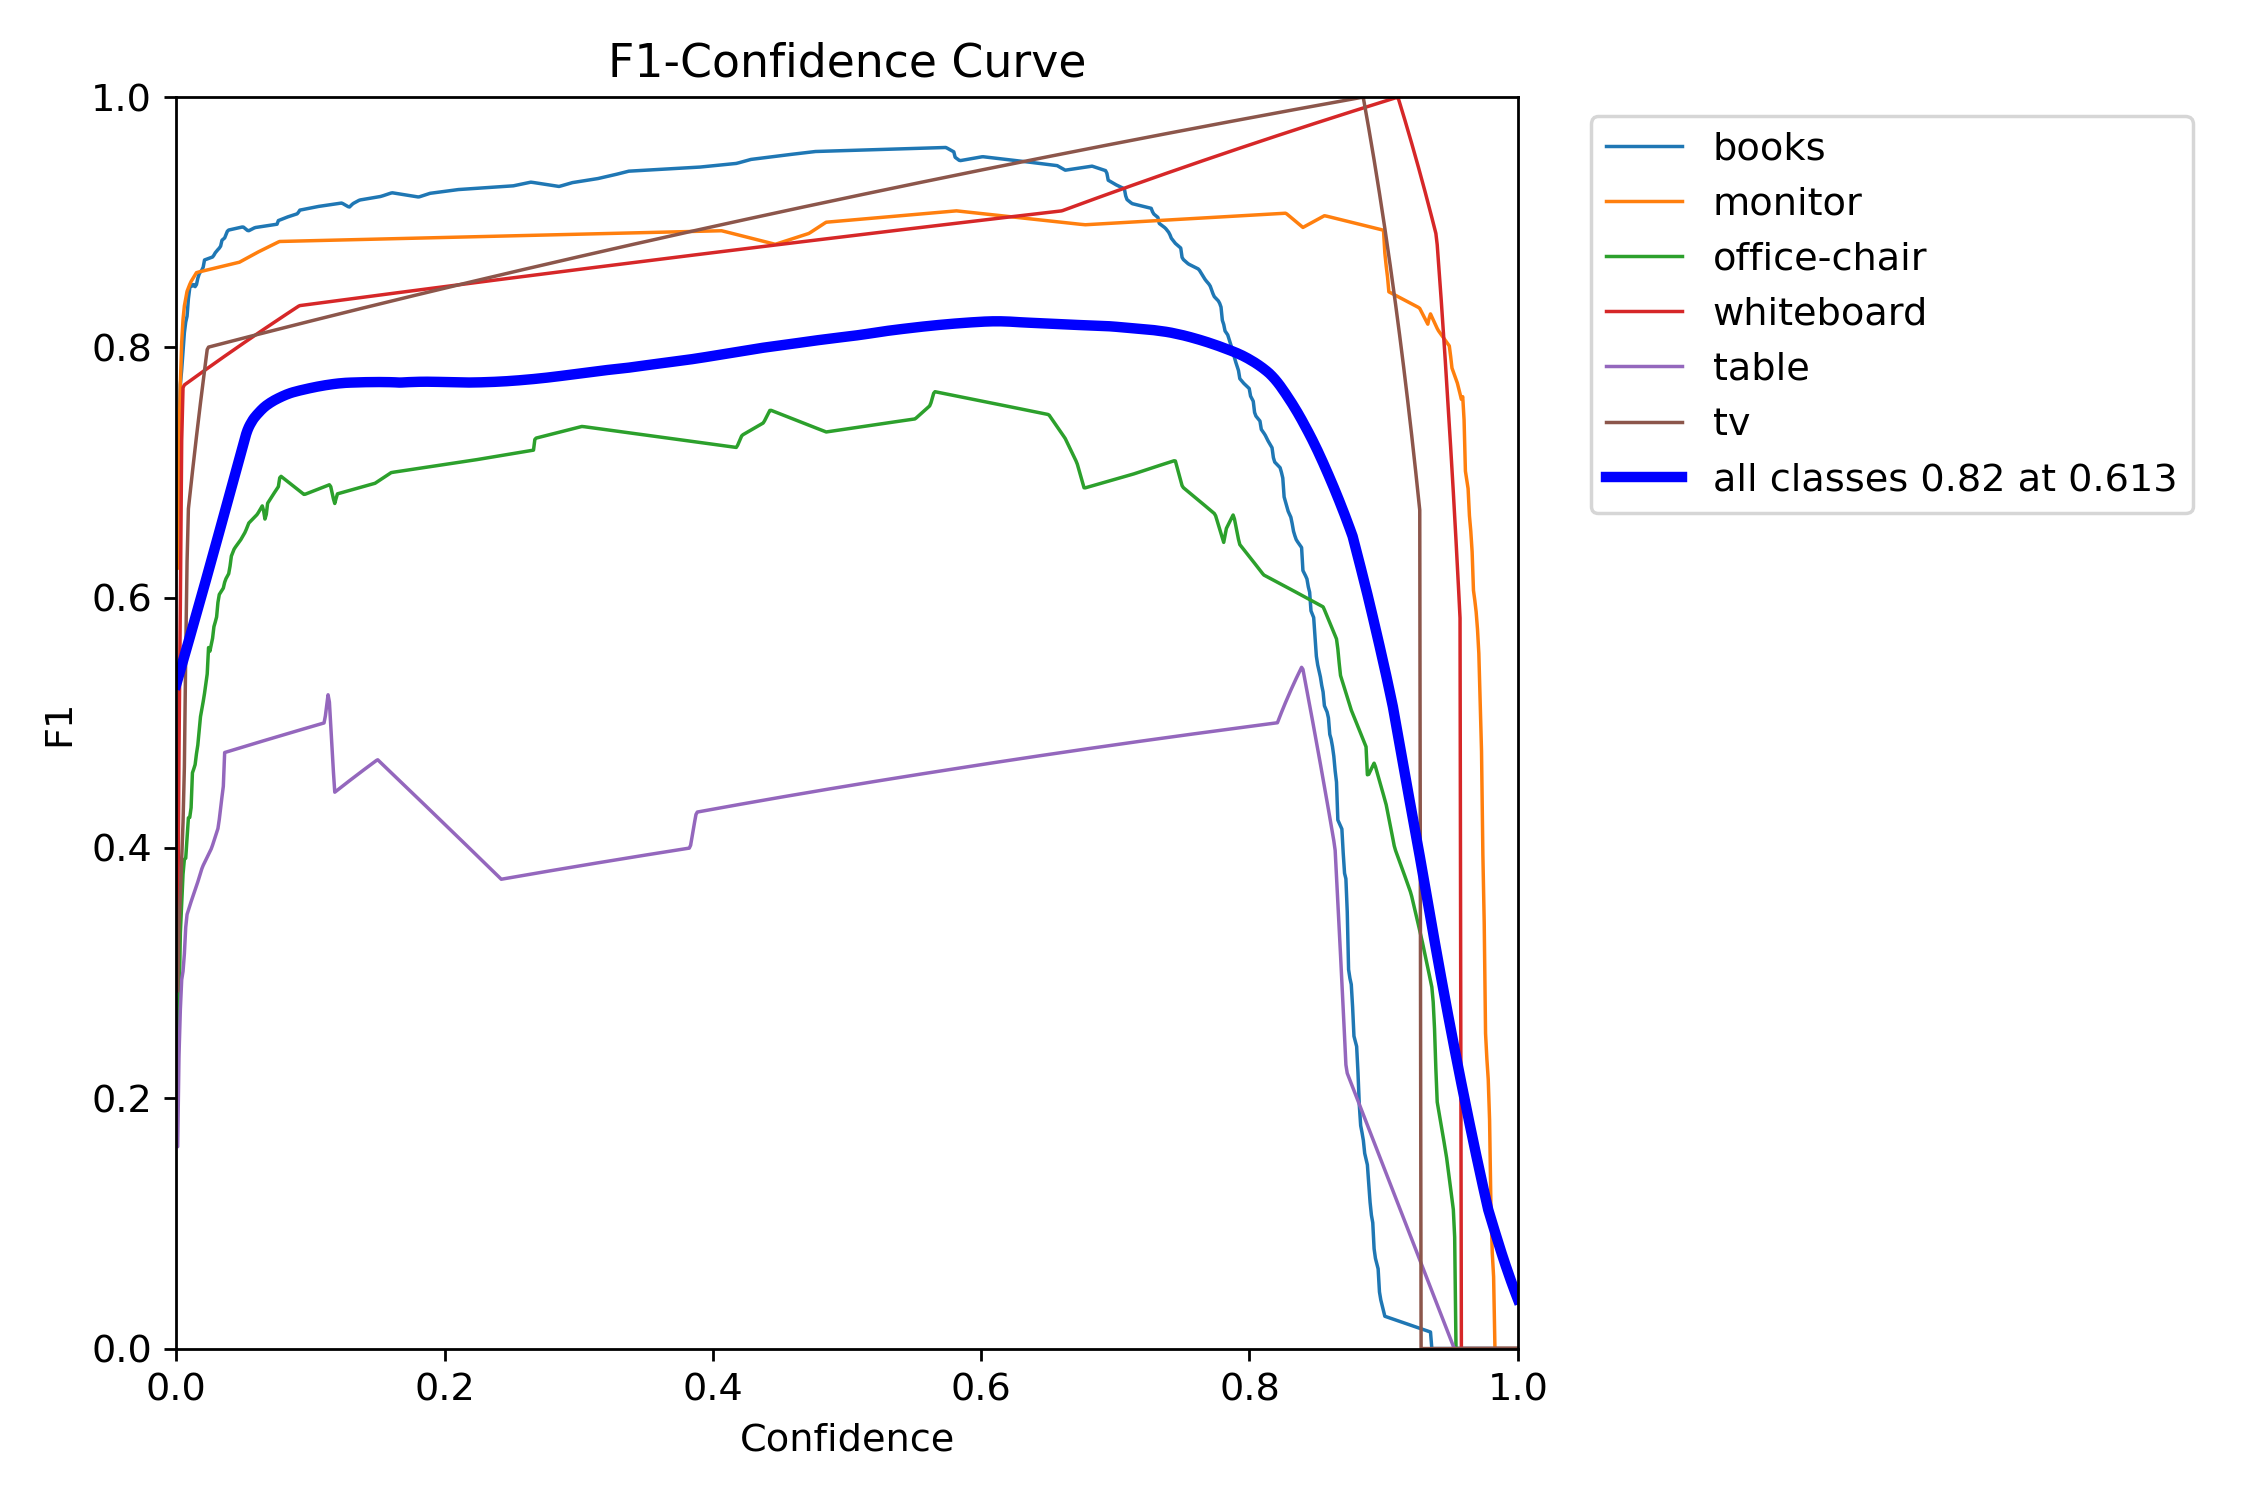 F1-Confidence Curve
1.0
0.8
0.6
0.4
0.2
0.0
F1
0.0 0.2 0.4 0.6 0.8 1.0
Confidence
books
monitor
office-chair
whiteboard
table
tv
all classes 0.82 at 0.613